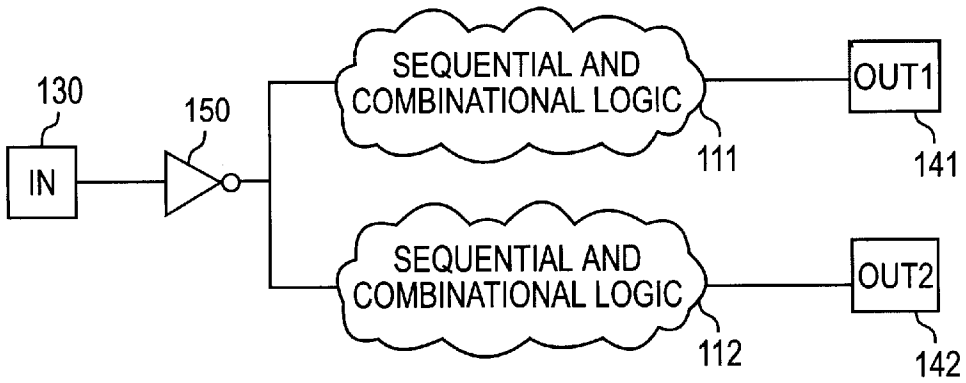 130
IN
150
SEQUENTIAL AND
COMBINATIONAL LOGIC
111
OUT1
141
SEQUENTIAL AND
COMBINATIONAL LOGIC
112
OUT2
142